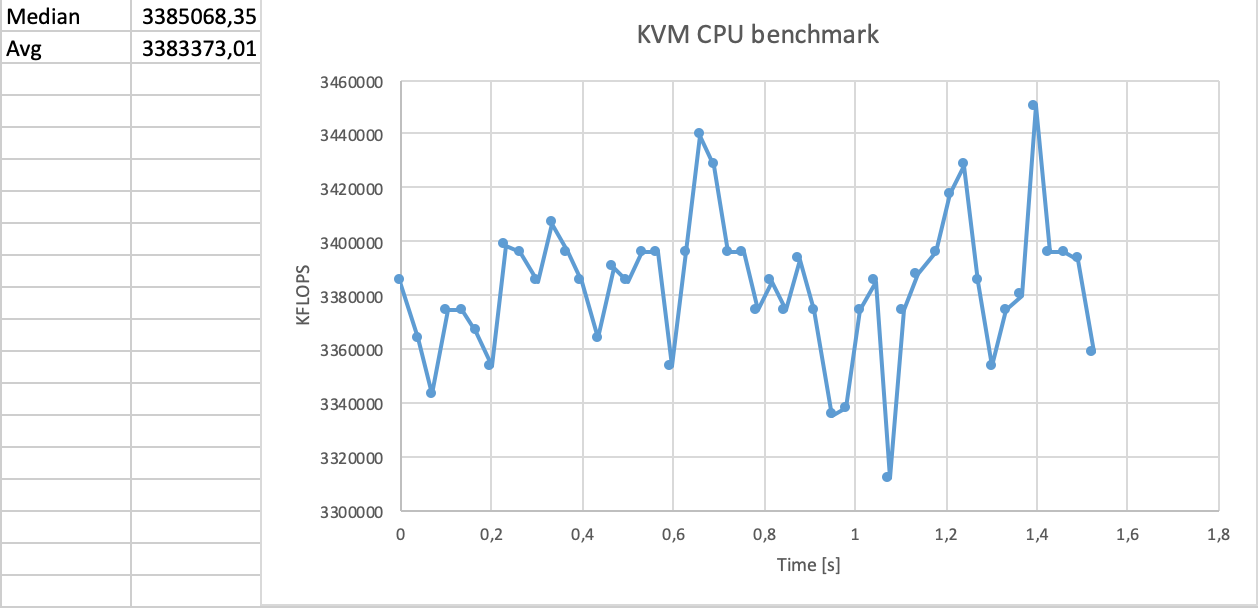 Median 3385068,35
Avg 3383373,01
KVM CPU benchmark
3460000
3440000
3420000
3400000
3380000
3360000
3340000
3320000
3300000
KFLOPS
0 0,2 0,4 0,6 0,8 1 1,2 1,4 1,6 1,8
Time [s]